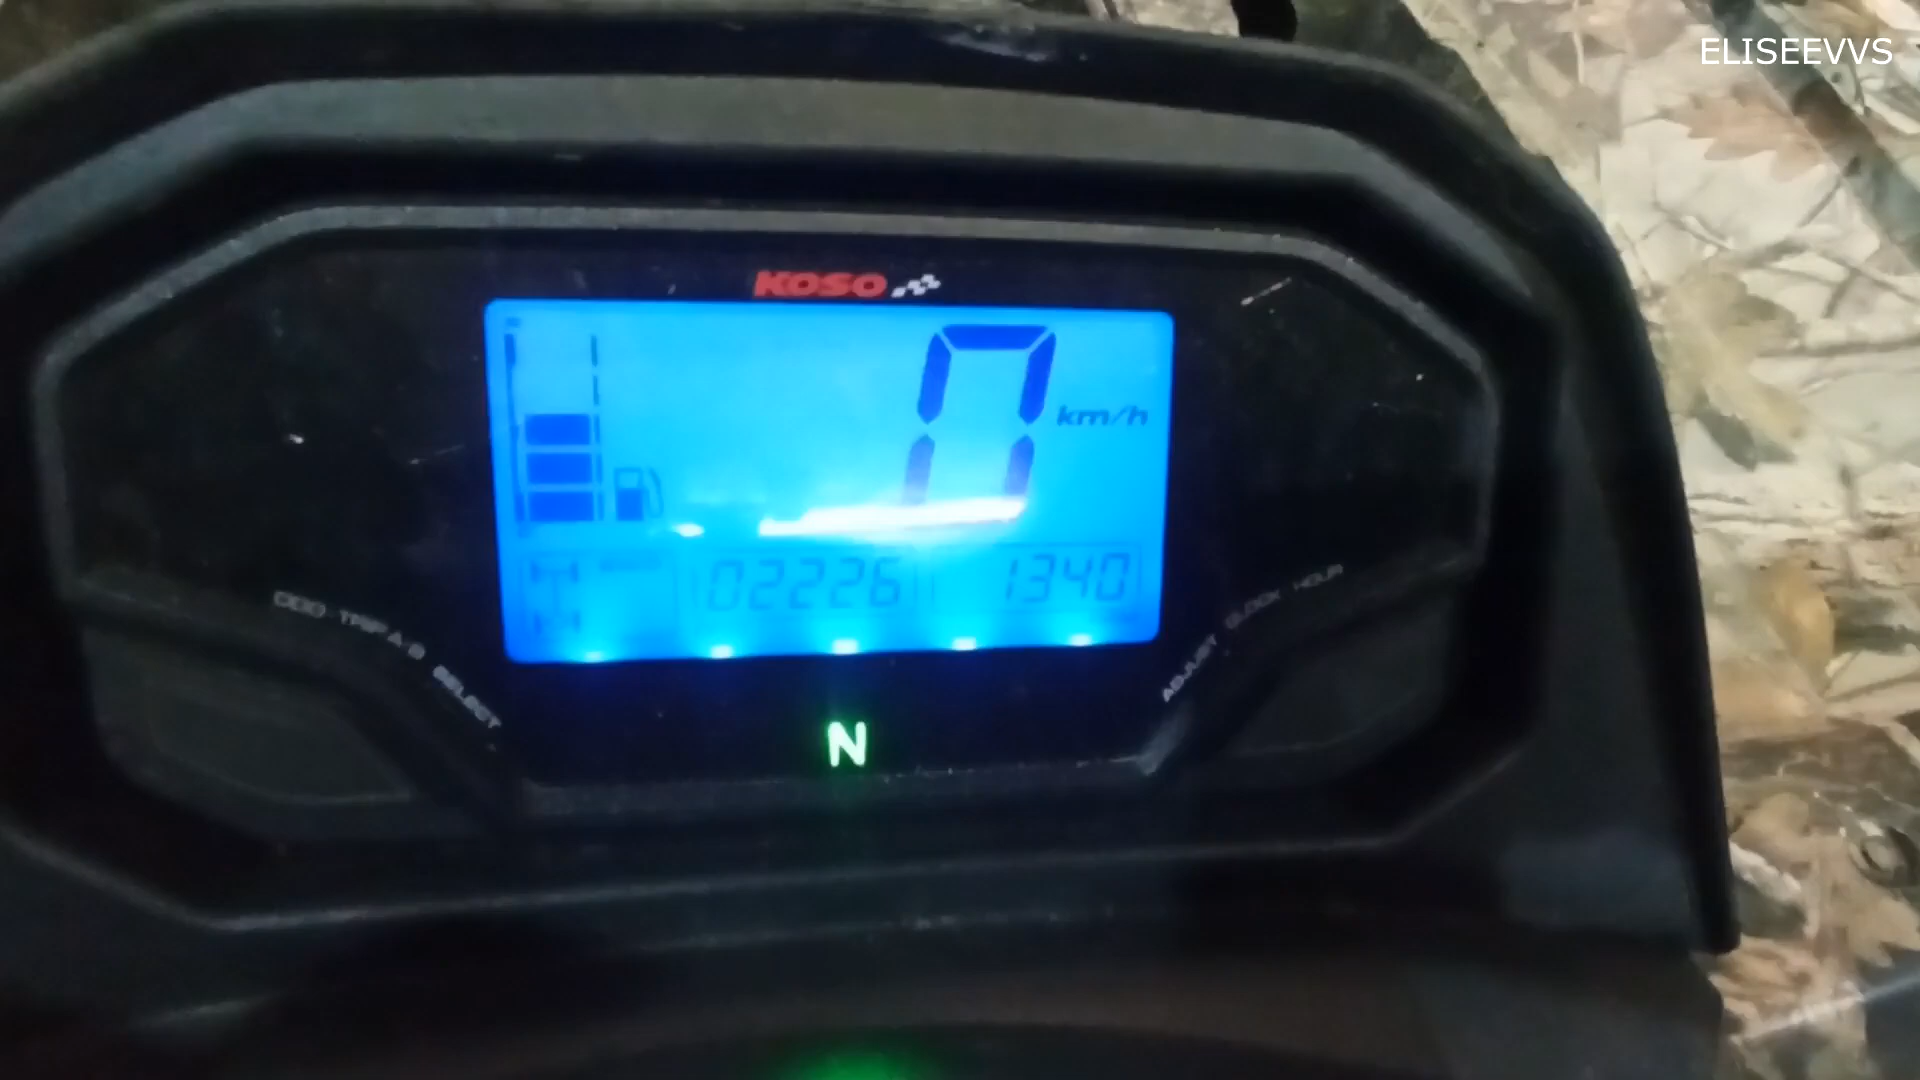 ELISEEVVS
KOSO
0
km/h
02226
1340
ODO TRIP A·B SELECT
ADJUST CLOCK HOUR
N